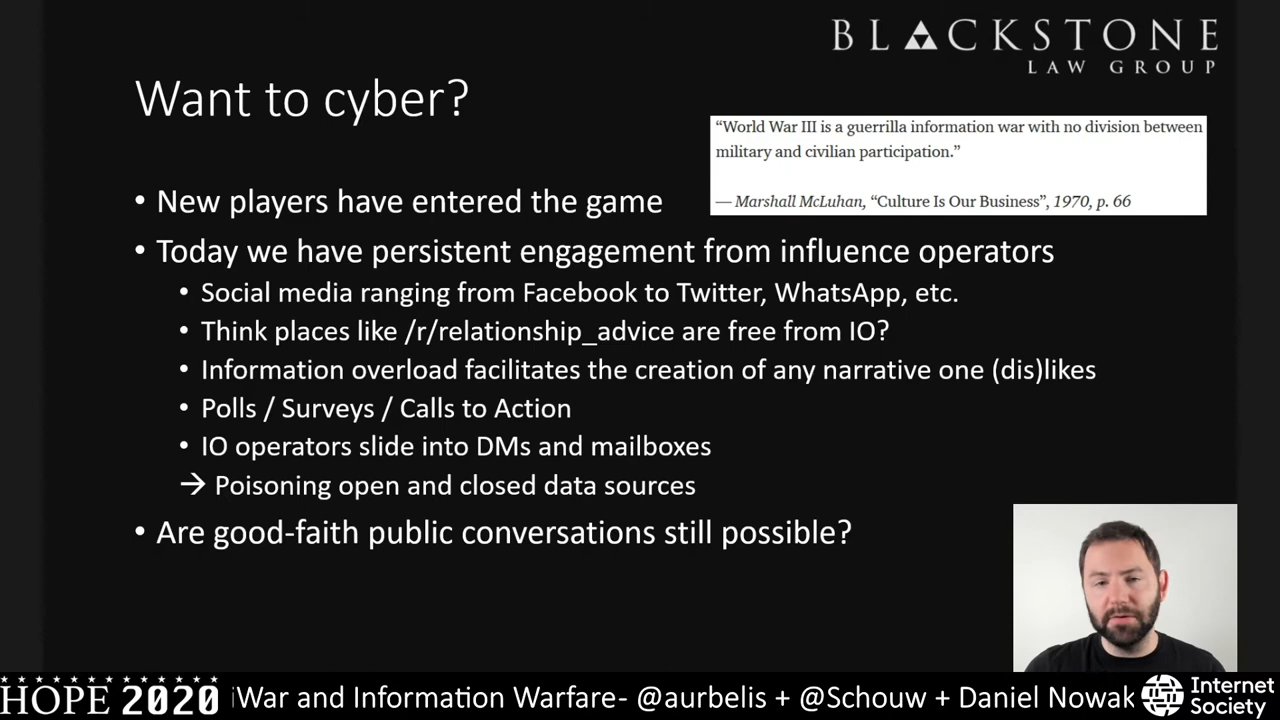 BLACKSTONE
LAW GROUP
Want to cyber?
“World War III is a guerrilla information war with no division between
military and civilian participation.”
— Marshall McLuhan, “Culture Is Our Business”, 1970, p. 66
• New players have entered the game
• Today we have persistent engagement from influence operators
• Social media ranging from Facebook to Twitter, WhatsApp, etc.
• Think places like /r/relationship_advice are free from IO?
• Information overload facilitates the creation of any narrative one (dis)likes
• Polls / Surveys / Calls to Action
• IO operators slide into DMs and mailboxes
→ Poisoning open and closed data sources
• Are good-faith public conversations still possible?
HOPE 2020 iWar and Information Warfare- @aurbelis + @Schouw + Daniel Nowak
Internet
Society